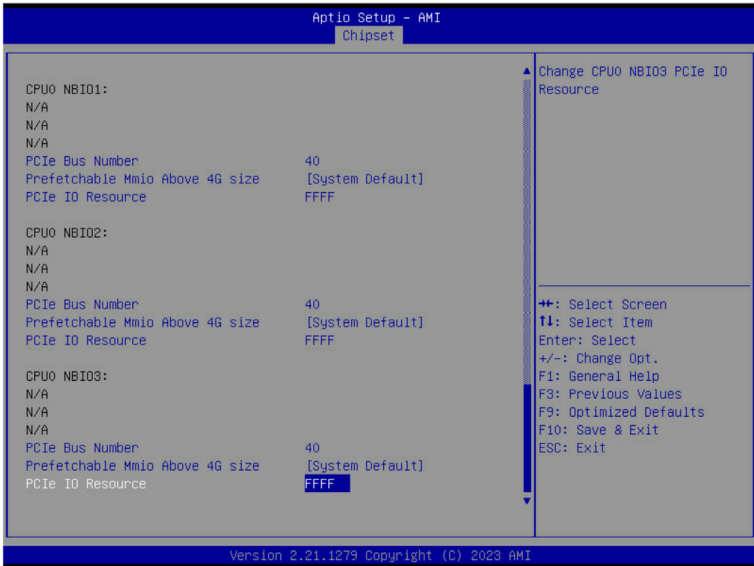 Aptio Setup – AMI
Chipset
CPU0 NBIO1:
N/A
N/A
N/A
PCIe Bus Number 40
Prefetchable Mmio Above 4G size [System Default]
PCIe IO Resource FFFF
CPU0 NBIO2:
N/A
N/A
N/A
PCIe Bus Number 40
Prefetchable Mmio Above 4G size [System Default]
PCIe IO Resource FFFF
CPU0 NBIO3:
N/A
N/A
N/A
PCIe Bus Number 40
Prefetchable Mmio Above 4G size [System Default]
PCIe IO Resource FFFF
Change CPU0 NBIO3 PCIe IO
Resource
→←: Select Screen
↑↓: Select Item
Enter: Select
+/-: Change Opt.
F1: General Help
F3: Previous Values
F9: Optimized Defaults
F10: Save & Exit
ESC: Exit
Version 2.21.1279 Copyright (C) 2023 AMI